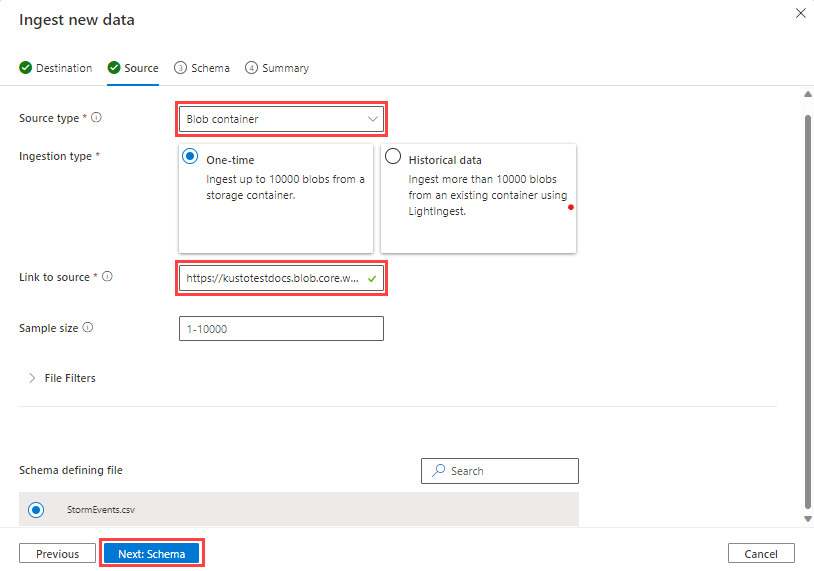 Ingest new data
Destination
Source
3 Schema
4 Summary
Source type *
Blob container
Ingestion type *
One-time
Ingest up to 10000 blobs from a
storage container.
Historical data
Ingest more than 10000 blobs
from an existing container using
LightIngest.
Link to source *
https://kustotestdocs.blob.core.w...
Sample size
1-10000
File Filters
Schema defining file
Search
StormEvents.csv
Previous
Next: Schema
Cancel